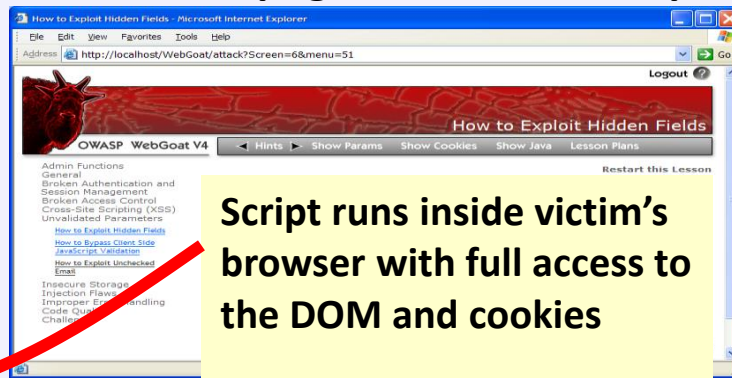 How to Exploit Hidden Fields - Microsoft Internet Explorer
File Edit View Favorites Tools Help
Address http://localhost/WebGoat/attack?Screen=6&menu=51 Go
Logout ?
How to Exploit Hidden Fields
OWASP WebGoat V4 Hints Show Params Show Cookies Show Java Lesson Plans
Restart this Lesson
Admin Functions
General
Broken Authentication and
Session Management
Broken Access Control
Cross-Site Scripting (XSS)
Unvalidated Parameters
How to Exploit Hidden Fields
How to Bypass Client Side
JavaScript Validation
How to Exploit Unchecked
Email
Insecure Storage
Injection Flaws
Improper Handling
Code
Script runs inside victim’s
browser with full access to
the DOM and cookies